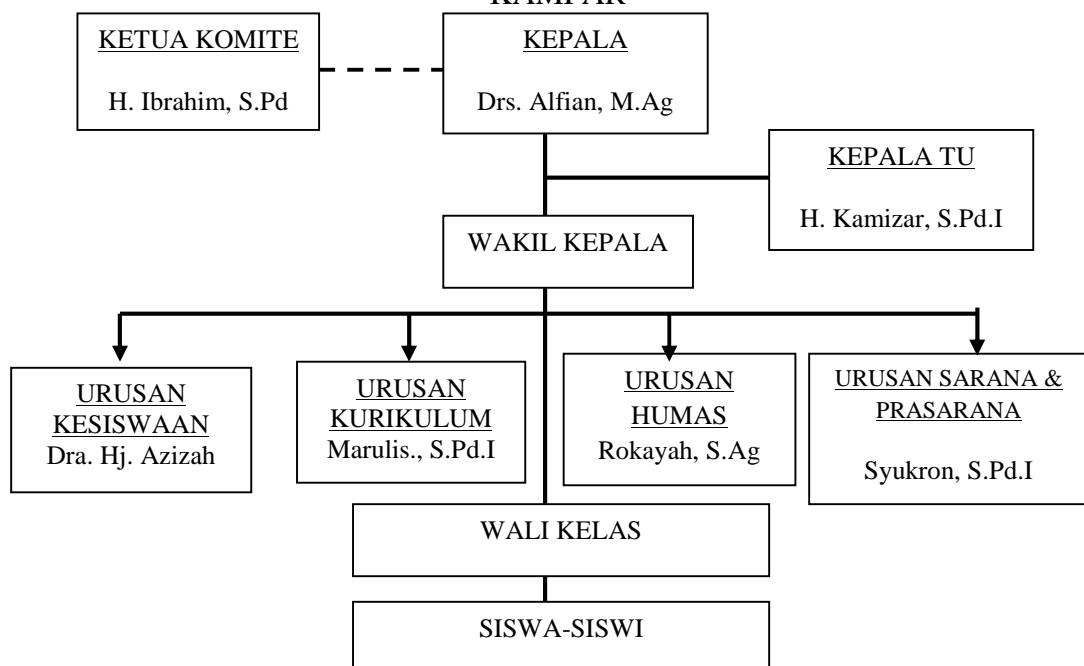 KAMPAR
KETUA KOMITE
H. Ibrahim, S.Pd
KEPALA
Drs. Alfian, M.Ag
KEPALA TU
H. Kamizar, S.Pd.I
WAKIL KEPALA
URUSAN
KESISWAAN
Dra. Hj. Azizah
URUSAN
KURIKULUM
Marulis., S.Pd.I
URUSAN
HUMAS
Rokayah, S.Ag
URUSAN SARANA &
PRASARANA
Syukron, S.Pd.I
WALI KELAS
SISWA-SISWI